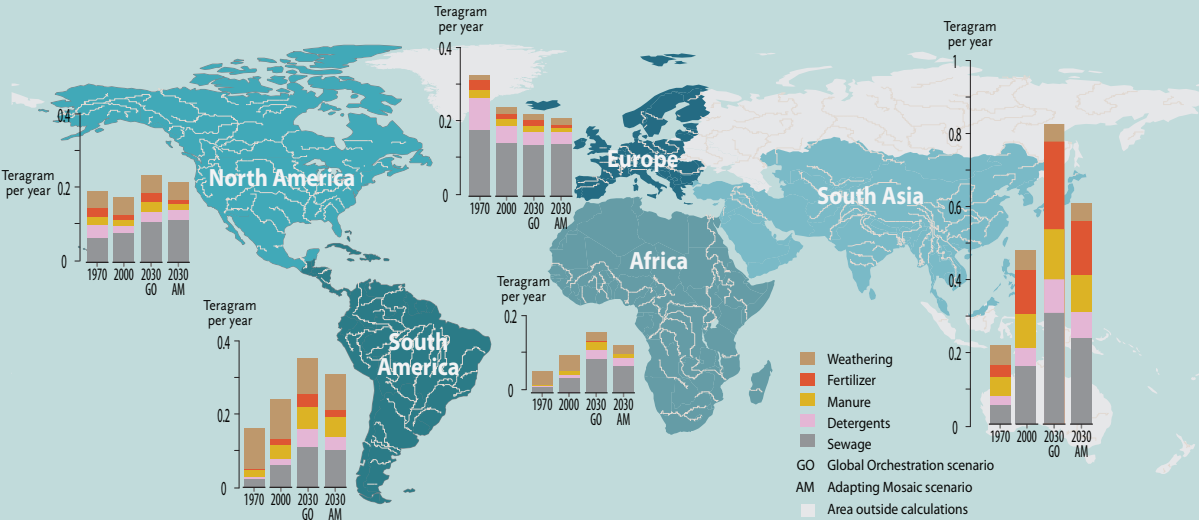 Teragram
per year
0.4
0.2
0
1970
2000
2030
GO
2030
AM
Europe
Teragram
per year
1
0.8
0.6
0.4
0.2
0
1970
2000
2030
GO
2030
AM
South Asia
Teragram
per year
0.4
0.2
0
1970
2000
2030
GO
2030
AM
North America
Africa
Teragram
per year
0.2
0
1970
2000
2030
GO
2030
AM
Teragram
per year
0.4
0.2
0
1970
2000
2030
GO
2030
AM
South
America
Weathering
Fertilizer
Manure
Detergents
Sewage
GO Global Orchestration scenario
AM Adapting Mosaic scenario
Area outside calculations